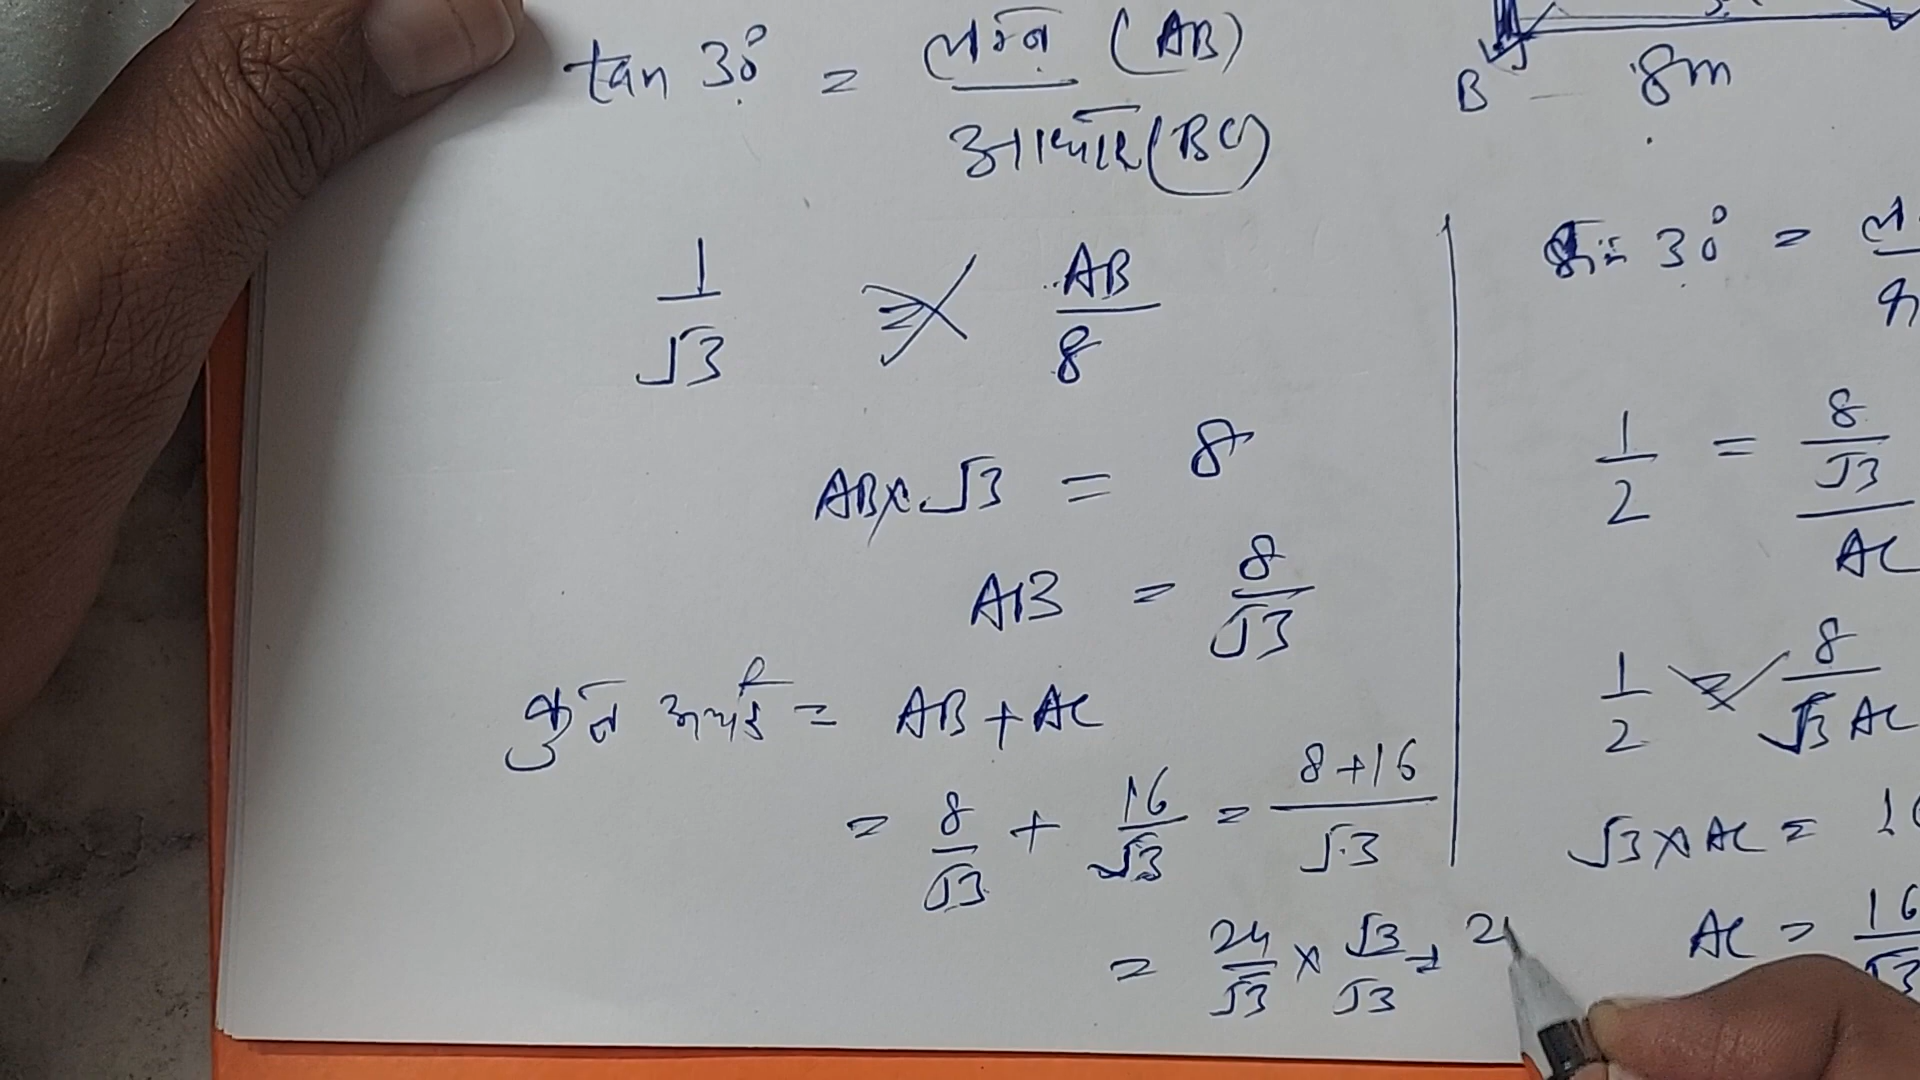 tan 30° = लम्ब (AB) / आधार (BC)
1/√3 = AB/8
AB × √3 = 8
AB = 8/√3
= AB + AC
= 8/√3 + 16/√3 = (8+16)/√3
= 24/√3 × √3/√3 = 2
B 8m
30° =
1/2 = 8/√3 / AC
1/2 = 8/√3 AC
√3 × AC =
AC = 16/√3